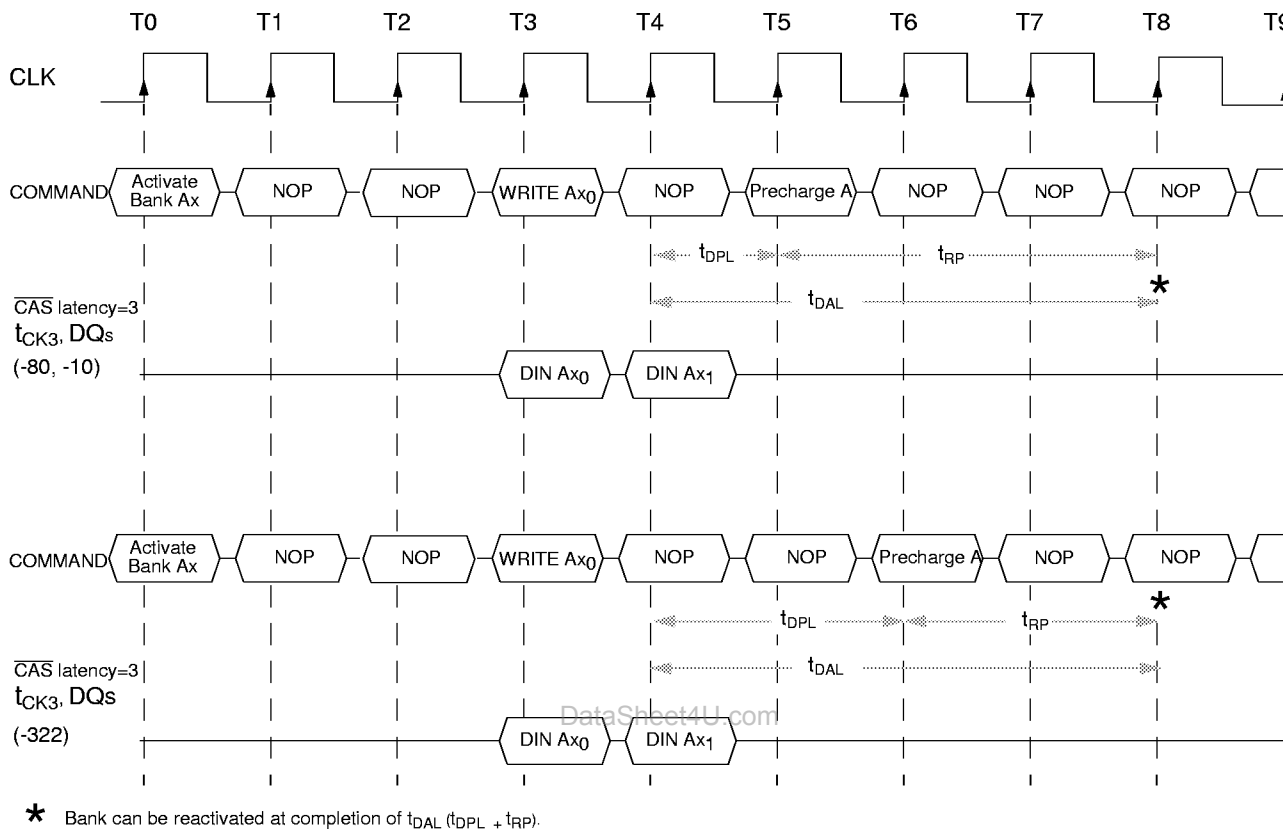 T0 T1 T2 T3 T4 T5 T6 T7 T8 T9
CLK
COMMAND Activate Bank Ax NOP NOP WRITE Ax0 NOP Precharge A NOP NOP NOP
tDPL tRP
*
tDAL
CAS latency=3
tCK3, DQs
(-80, -10)
DIN Ax0 DIN Ax1
COMMAND Activate Bank Ax NOP NOP WRITE Ax0 NOP NOP Precharge A NOP NOP
*
tDPL tRP
CAS latency=3
tDAL
tCK3, DQs
DataSheet4U.com
(-322)
DIN Ax0 DIN Ax1
* Bank can be reactivated at completion of tDAL (tDPL + tRP).